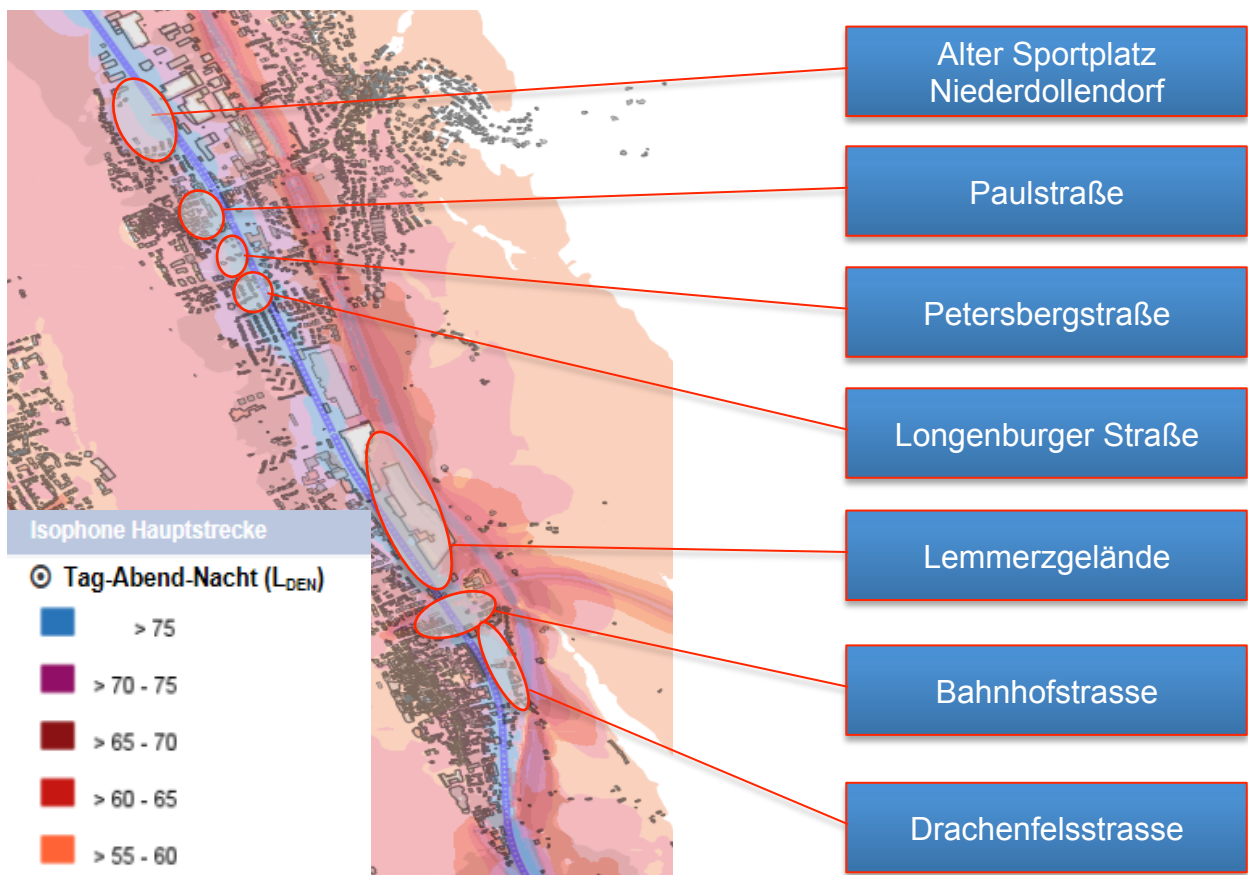 Alter Sportplatz
Niederdollendorf
Paulstraße
Petersbergstraße
Longenburger Straße
Lemmerzgelände
Bahnhofstrasse
Drachenfelsstrasse
Isophone Hauptstrecke
Tag-Abend-Nacht (LDEN)
> 75
> 70 - 75
> 65 - 70
> 60 - 65
> 55 - 60